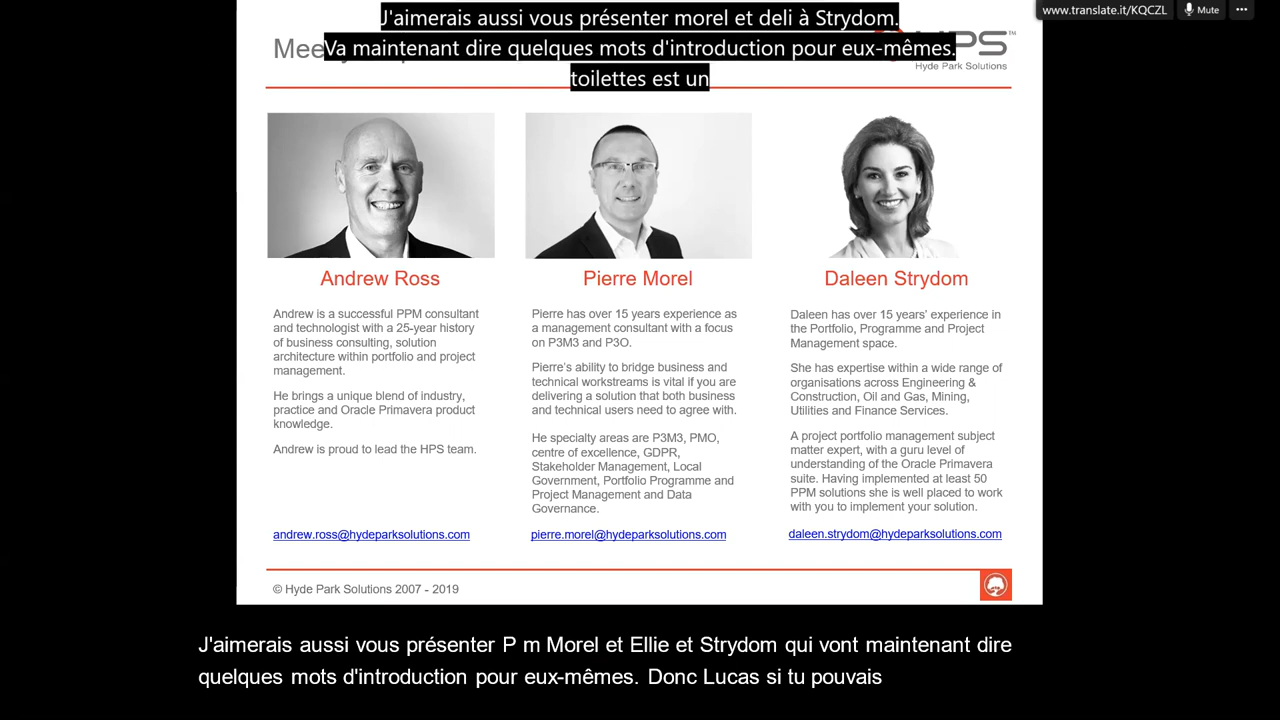 J'aimerais aussi vous présenter morel et deli à Strydom.
Va maintenant dire quelques mots d'introduction pour eux-mêmes.
toilettes est un
www.translate.it/KQCZL
Mute
Mee
HPS™
Hyde Park Solutions
Andrew Ross
Andrew is a successful PPM consultant
and technologist with a 25-year history
of business consulting, solution
architecture within portfolio and project
management.
He brings a unique blend of industry,
practice and Oracle Primavera product
knowledge.
Andrew is proud to lead the HPS team.
andrew.ross@hydeparksolutions.com
Pierre Morel
Pierre has over 15 years experience as
a management consultant with a focus
on P3M3 and P3O.
Pierre's ability to bridge business and
technical workstreams is vital if you are
delivering a solution that both business
and technical users need to agree with.
He specialty areas are P3M3, PMO,
centre of excellence, GDPR,
Stakeholder Management, Local
Government, Portfolio Programme and
Project Management and Data
Governance.
pierre.morel@hydeparksolutions.com
Daleen Strydom
Daleen has over 15 years' experience in
the Portfolio, Programme and Project
Management space.
She has expertise within a wide range of
organisations across Engineering &
Construction, Oil and Gas, Mining,
Utilities and Finance Services.
A project portfolio management subject
matter expert, with a guru level of
understanding of the Oracle Primavera
suite. Having implemented at least 50
PPM solutions she is well placed to work
with you to implement your solution.
daleen.strydom@hydeparksolutions.com
© Hyde Park Solutions 2007 - 2019
J'aimerais aussi vous présenter P m Morel et Ellie et Strydom qui vont maintenant dire
quelques mots d'introduction pour eux-mêmes. Donc Lucas si tu pouvais